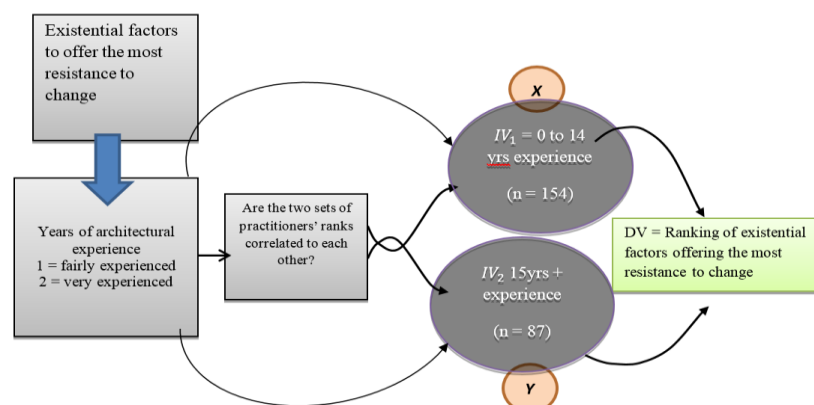 Existential factors
to offer the most
resistance to
change
Years of architectural
experience
1 = fairly experienced
2 = very experienced
Are the two sets of
practitioners' ranks
correlated to each
other?
X
IV₁ = 0 to 14
yrs experience
(n = 154)
IV₂ 15yrs +
experience
(n = 87)
Y
DV = Ranking of existential
factors offering the most
resistance to change